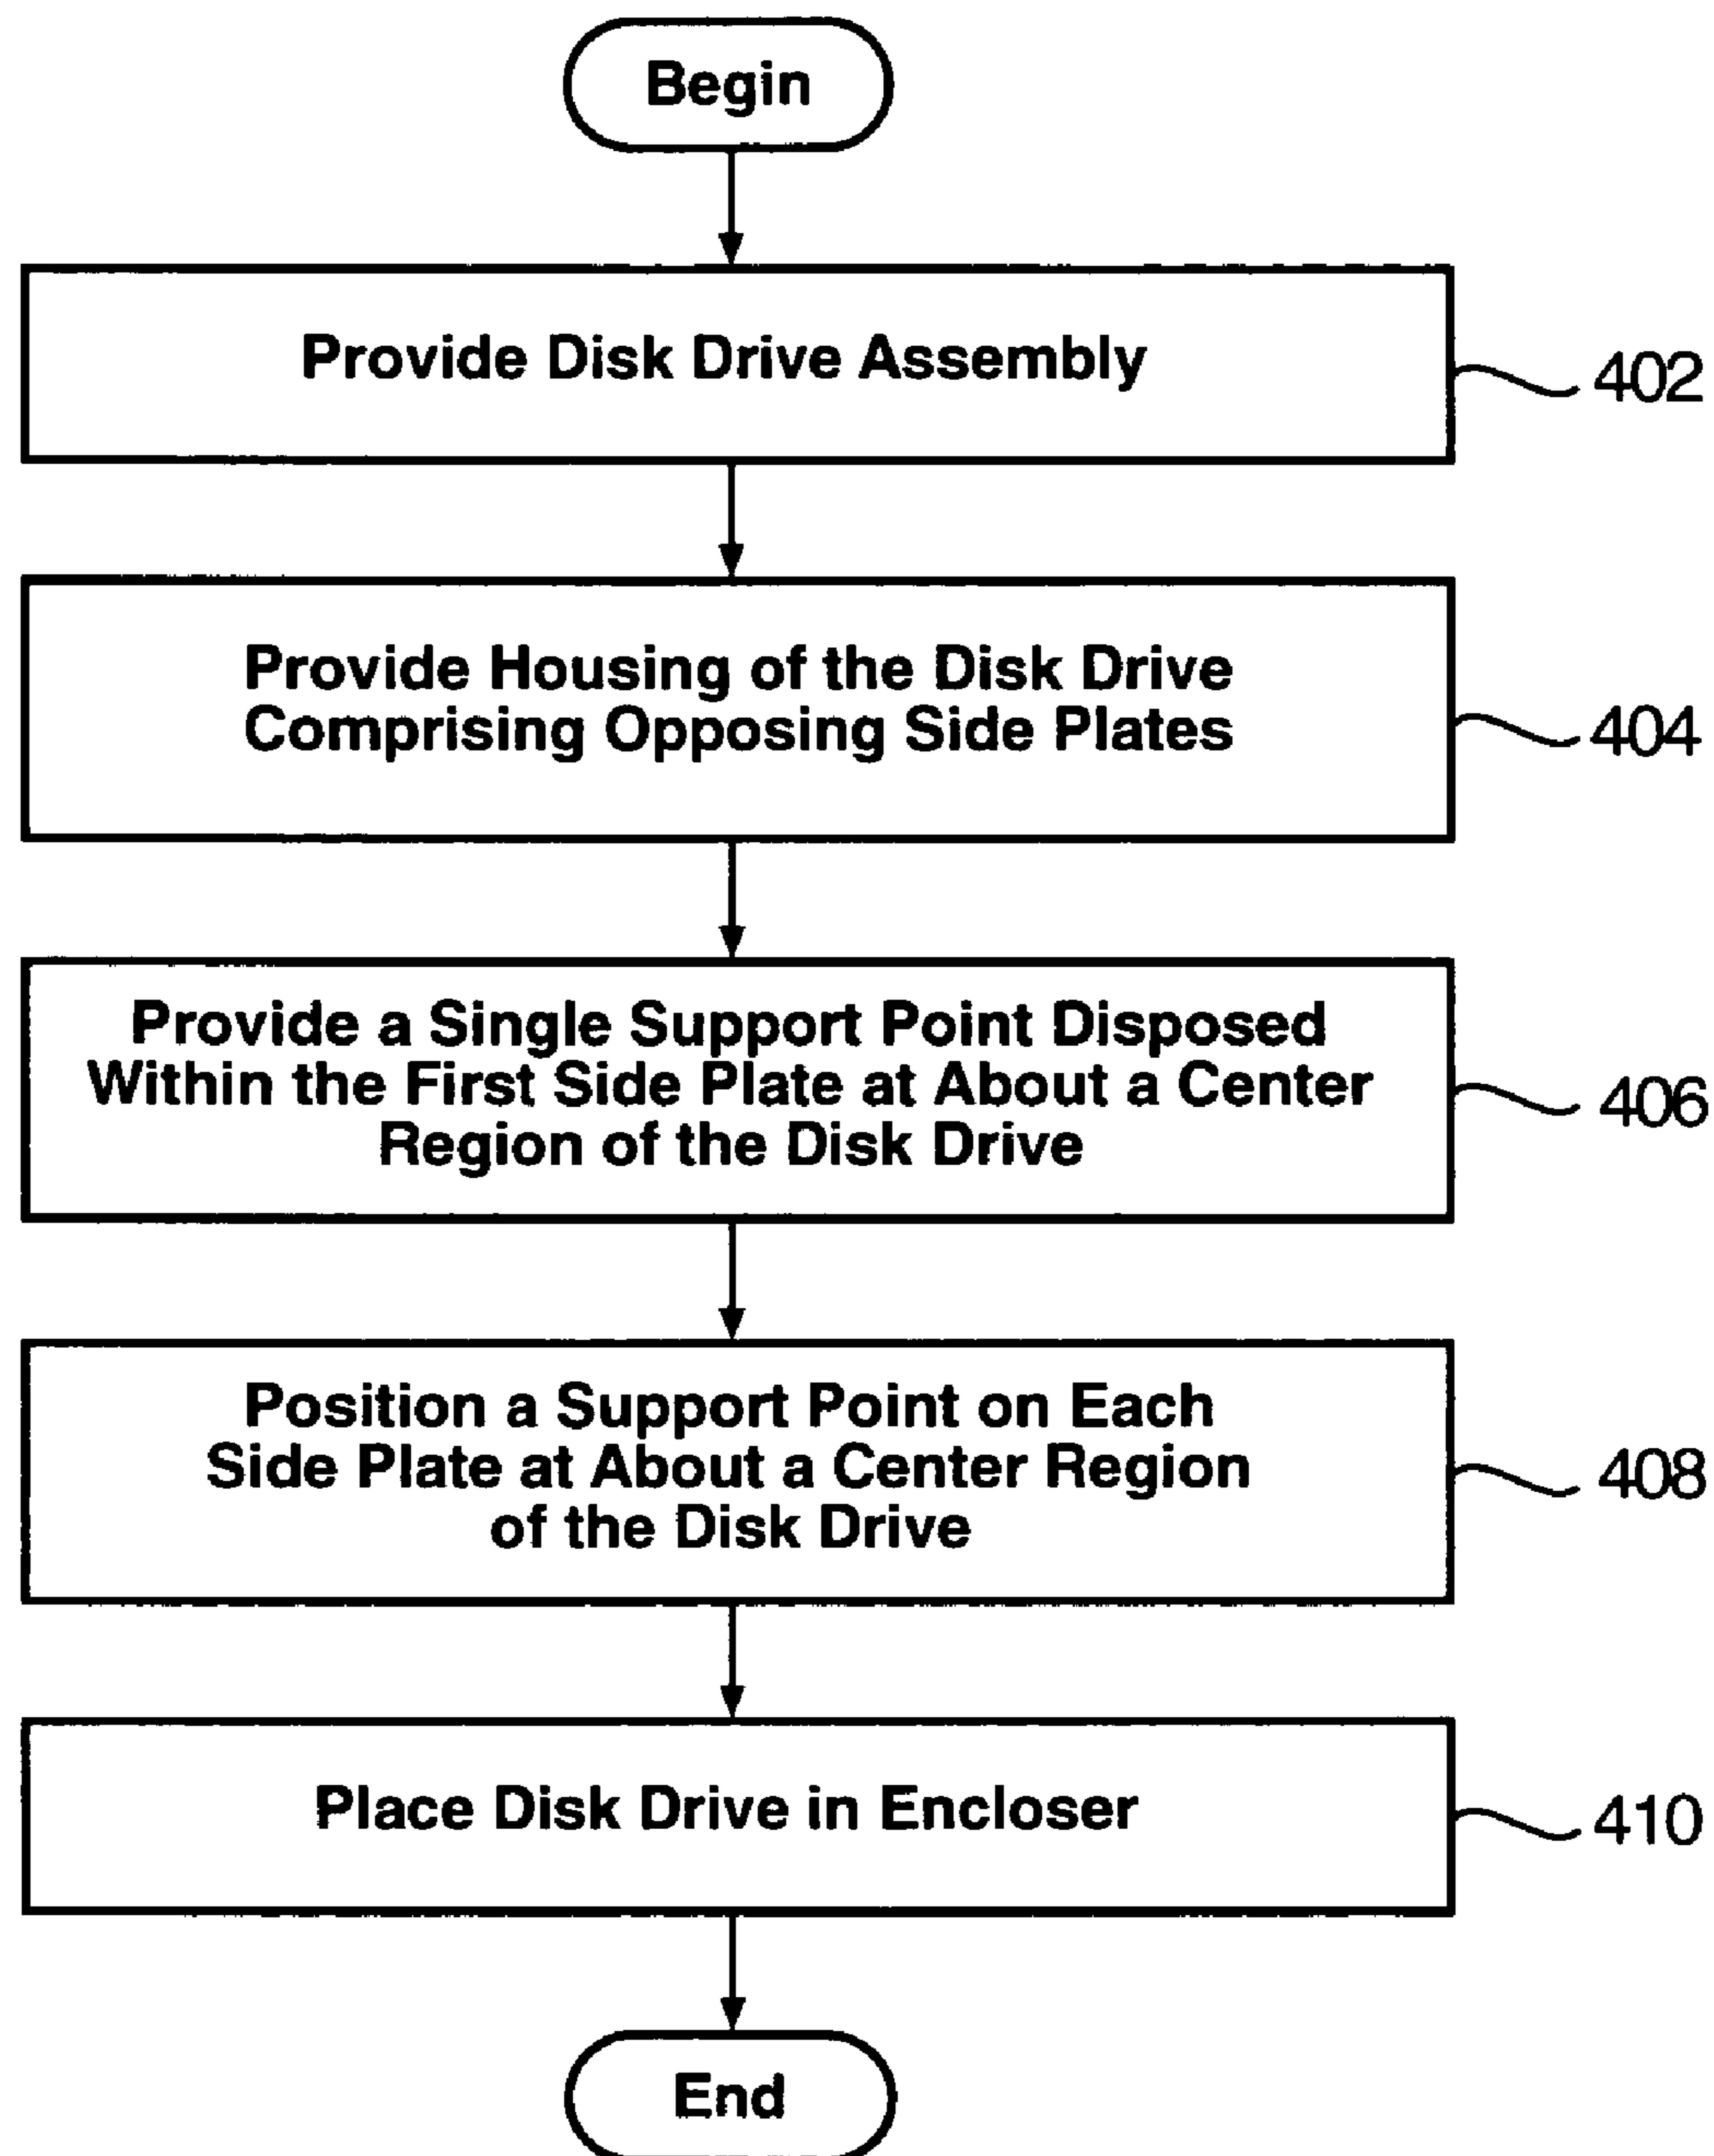 Begin
Provide Disk Drive Assembly
402
Provide Housing of the Disk Drive
Comprising Opposing Side Plates
404
Provide a Single Support Point Disposed
Within the First Side Plate at About a Center
Region of the Disk Drive
406
Position a Support Point on Each
Side Plate at About a Center Region
of the Disk Drive
408
Place Disk Drive in Encloser
410
End